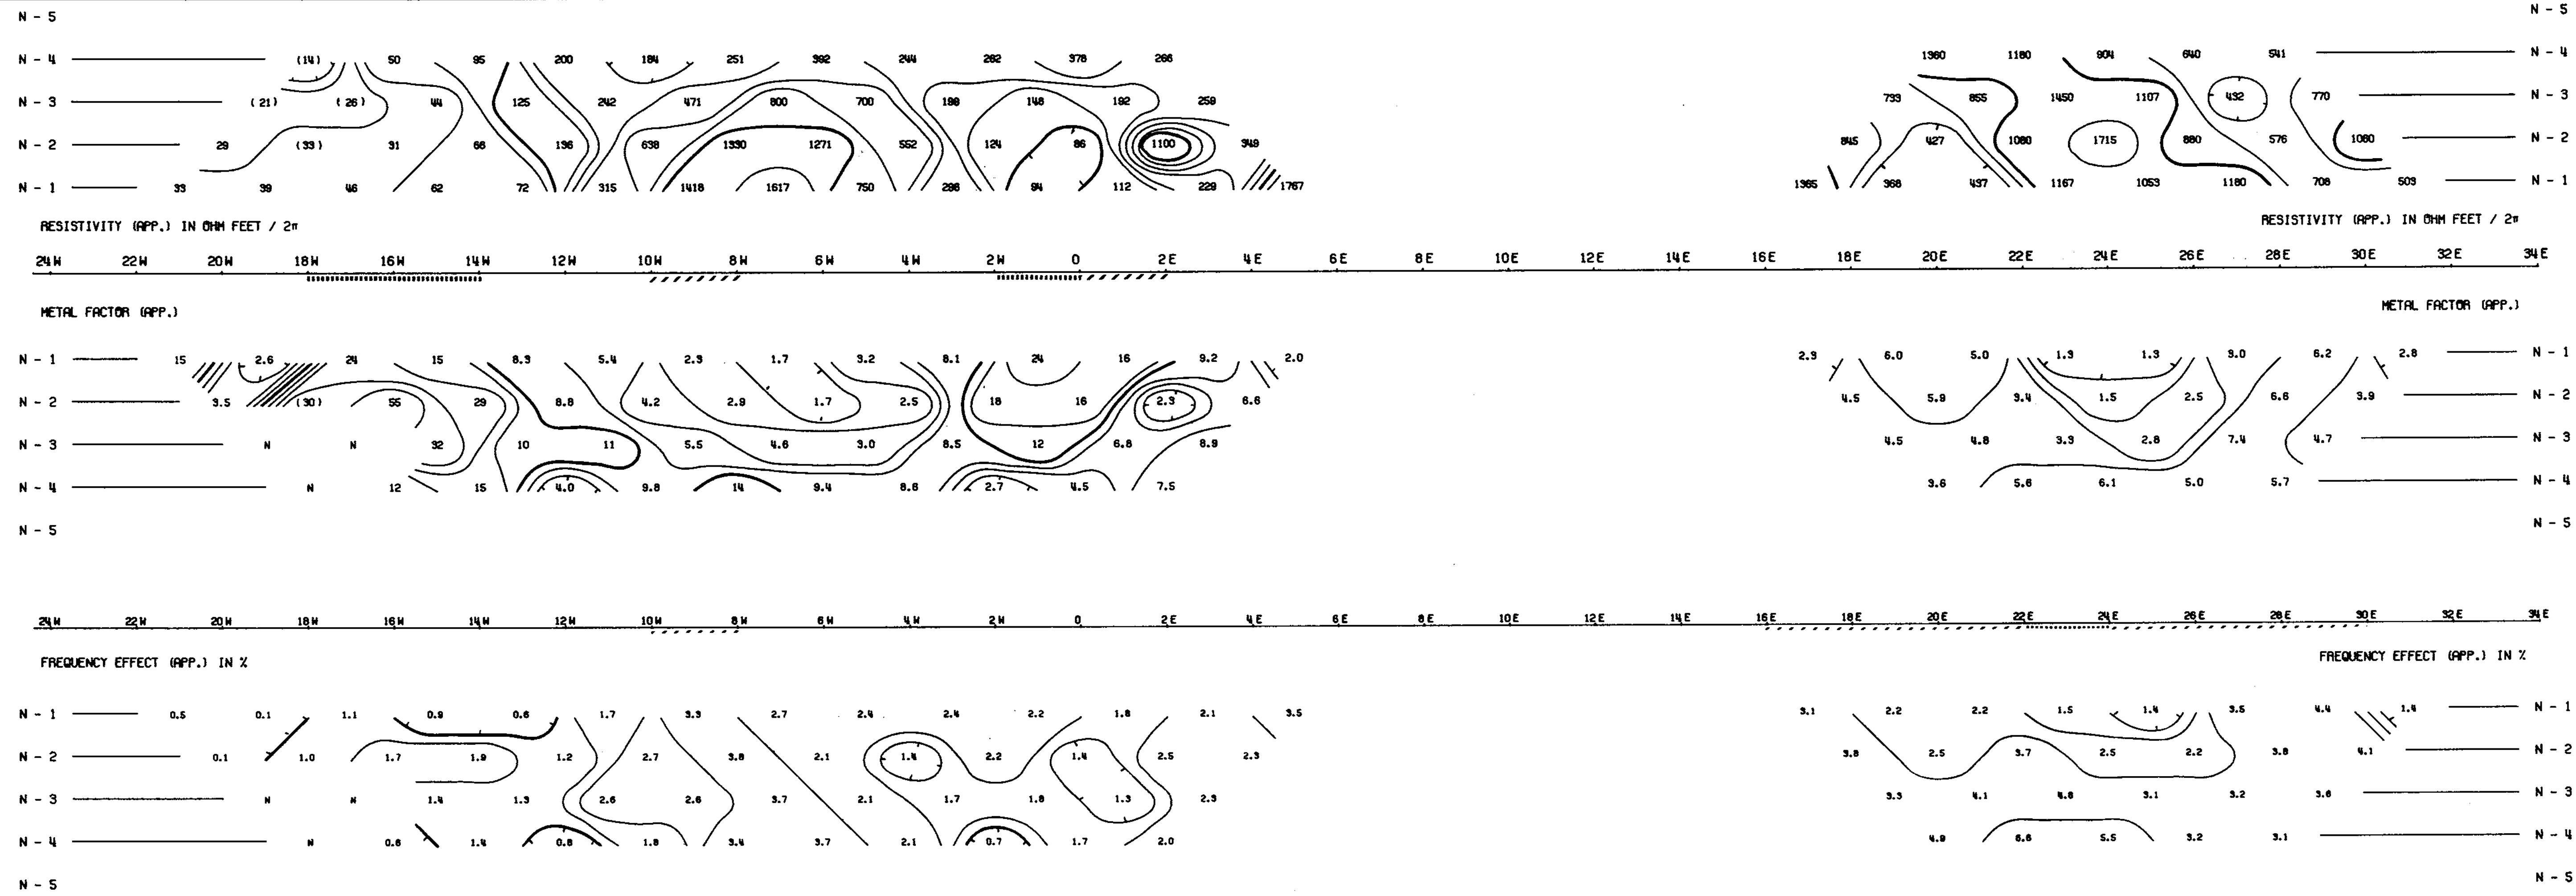 N - 5 N - 5
N - 4 (14) 50 95 200 184 251 392 244 262 378 266 1360 1180 904 640 541 N - 4
N - 3 (21) (26) 44 125 242 471 800 700 198 148 192 259 733 855 1450 1107 432 770 N - 3
N - 2 29 (33) 31 66 136 638 1330 1271 552 124 86 1100 349 845 427 1080 1715 880 576 1060 N - 2
N - 1 33 39 46 62 72 315 1418 1617 750 296 94 112 229 1767 1365 368 437 1167 1053 1180 708 503 N - 1
RESISTIVITY (APP.) IN OHM FEET / 2π RESISTIVITY (APP.) IN OHM FEET / 2π
24W 22W 20W 18W 16W 14W 12W 10W 8W 6W 4W 2W 0 2E 4E 6E 8E 10E 12E 14E 16E 18E 20E 22E 24E 26E 28E 30E 32E 34E
METAL FACTOR (APP.) METAL FACTOR (APP.)
N - 1 15 2.6 24 15 8.3 5.4 2.3 1.7 3.2 8.1 24 16 9.2 2.0 2.3 6.0 5.0 1.3 1.3 3.0 6.2 2.8 N - 1
N - 2 3.5 (30) 55 29 8.8 4.2 2.9 1.7 2.5 18 16 2.3 6.6 4.5 5.9 3.4 1.5 2.5 6.6 3.9 N - 2
N - 3 N N 32 10 11 5.5 4.6 3.0 8.5 12 6.8 8.9 4.5 4.8 3.3 2.8 7.4 4.7 N - 3
N - 4 N 12 15 4.0 9.8 14 9.4 8.6 2.7 4.5 7.5 3.6 5.6 6.1 5.0 5.7 N - 4
N - 5 N - 5
24W 22W 20W 18W 16W 14W 12W 10W 8W 6W 4W 2W 0 2E 4E 6E 8E 10E 12E 14E 16E 18E 20E 22E 24E 26E 28E 30E 32E 34E
FREQUENCY EFFECT (APP.) IN % FREQUENCY EFFECT (APP.) IN %
N - 1 0.5 0.1 1.1 0.9 0.6 1.7 3.3 2.7 2.4 2.4 2.2 1.8 2.1 3.5 3.1 2.2 2.2 1.5 1.4 3.5 4.4 1.4 N - 1
N - 2 0.1 1.0 1.7 1.9 1.2 2.7 3.8 2.1 1.4 2.2 1.4 2.5 2.3 3.8 2.5 3.7 2.5 2.2 3.8 4.1 N - 2
N - 3 N N 1.4 1.3 2.6 2.6 3.7 2.1 1.7 1.8 1.3 2.3 3.3 4.1 4.8 3.1 3.2 3.6 N - 3
N - 4 N 0.6 1.4 0.8 1.8 3.4 3.7 2.1 0.7 1.7 2.0 4.9 6.6 5.5 3.2 3.1 N - 4
N - 5 N - 5